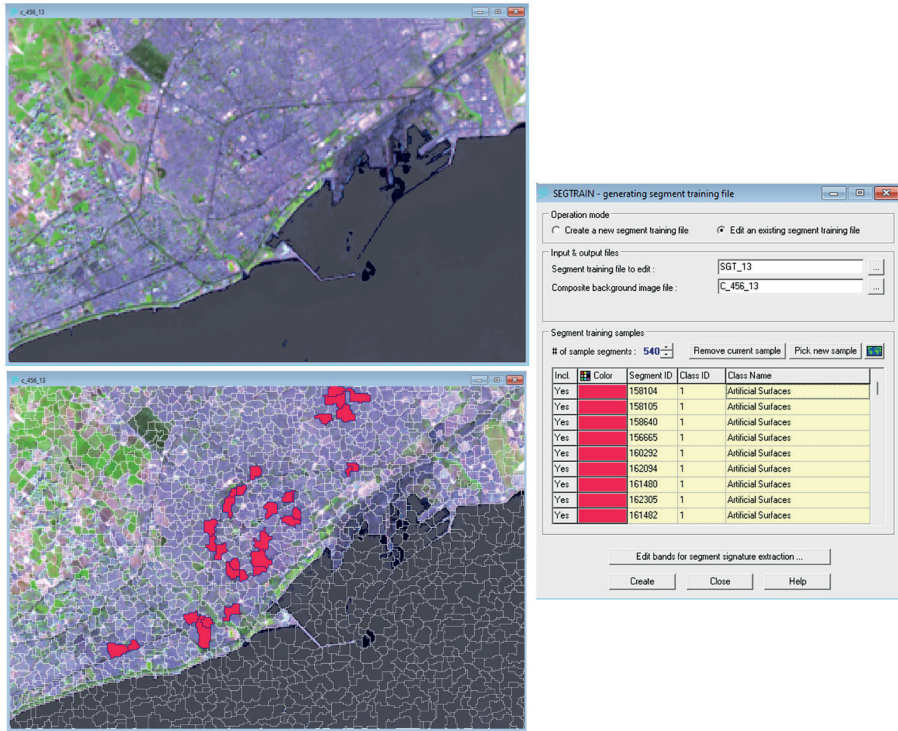 c_456_13
c_456_13
SEGTRAIN - generating segment training file
Operation mode
Create a new segment training file
Edit an existing segment training file
Input & output files
Segment training file to edit :
SGT_13
...
Composite background image file :
C_456_13
...
Segment training samples
# of sample segments : 540
Remove current sample
Pick new sample
Incl. Color Segment ID Class ID Class Name
Yes 158104 1 Artificial Surfaces
Yes 158105 1 Artificial Surfaces
Yes 158640 1 Artificial Surfaces
Yes 156665 1 Artificial Surfaces
Yes 160292 1 Artificial Surfaces
Yes 162094 1 Artificial Surfaces
Yes 161480 1 Artificial Surfaces
Yes 162305 1 Artificial Surfaces
Yes 161482 1 Artificial Surfaces
Edit bands for segment signature extraction ...
Create
Close
Help